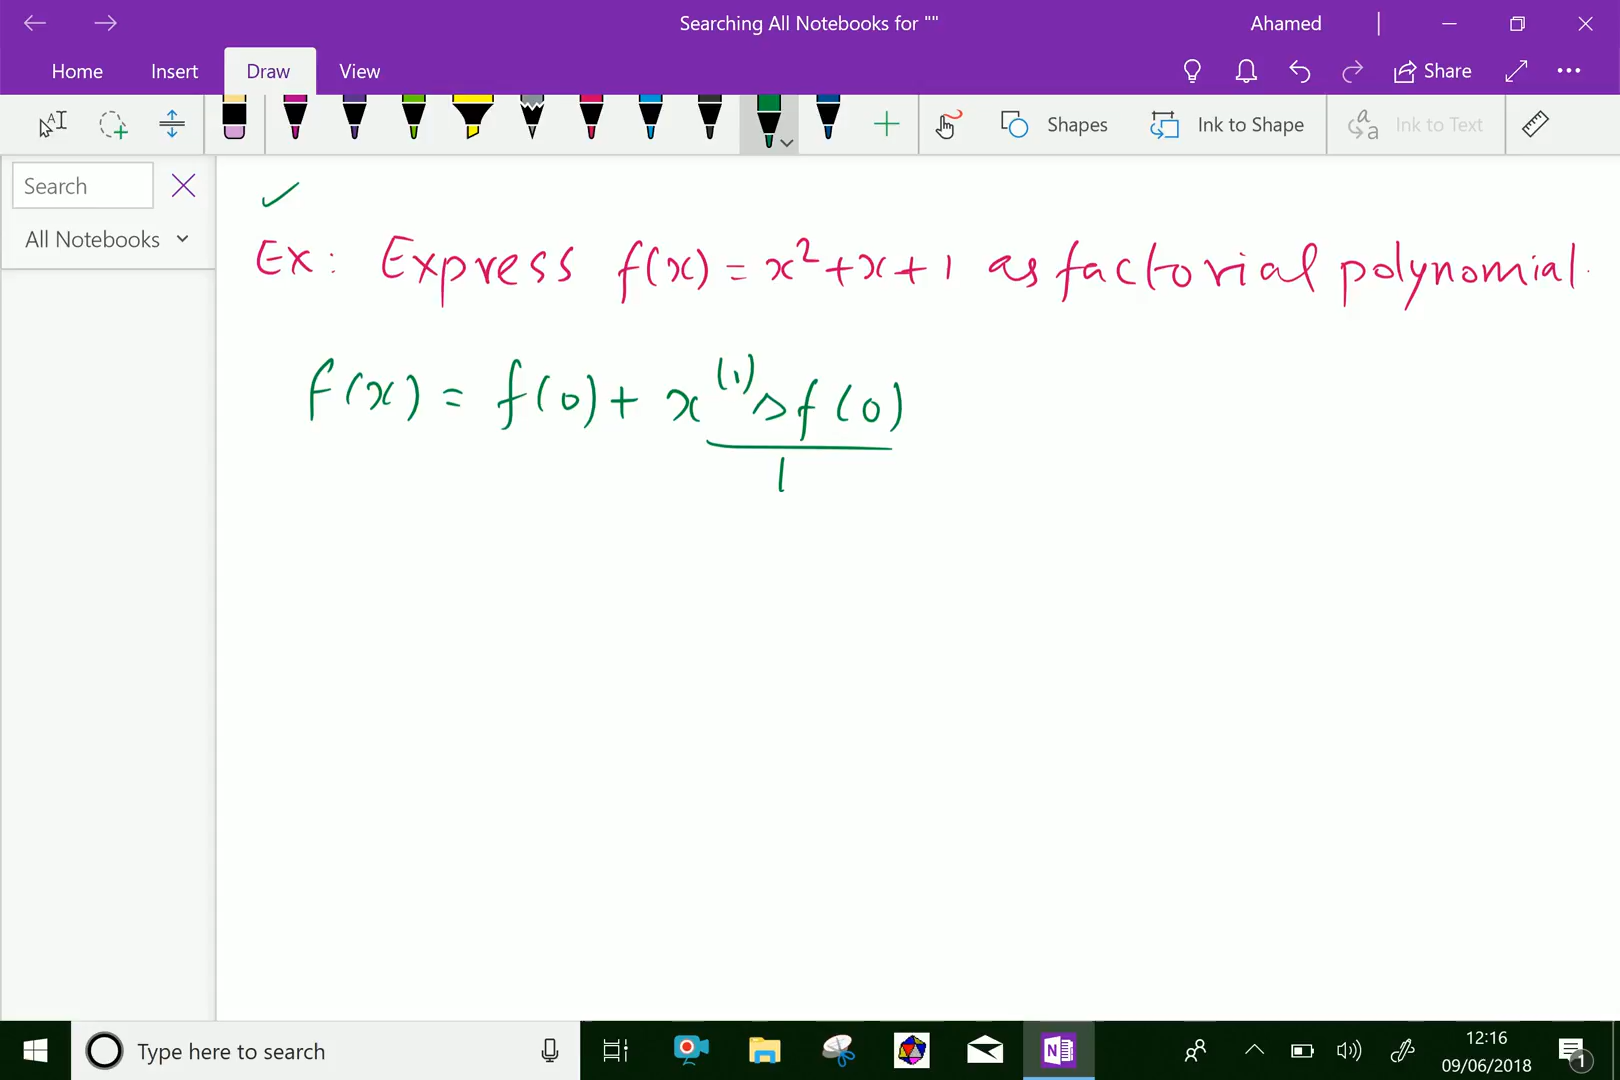 Searching All Notebooks for ""
Ahamed
Home Insert Draw View
Share
Shapes Ink to Shape Ink to Text
Search
All Notebooks
Ex: Express f(x) = x² + x + 1 as factorial polynomial.
f(x) = f(0) + x⁽¹⁾ Δf(0)
1
Type here to search
12:16
09/06/2018
1